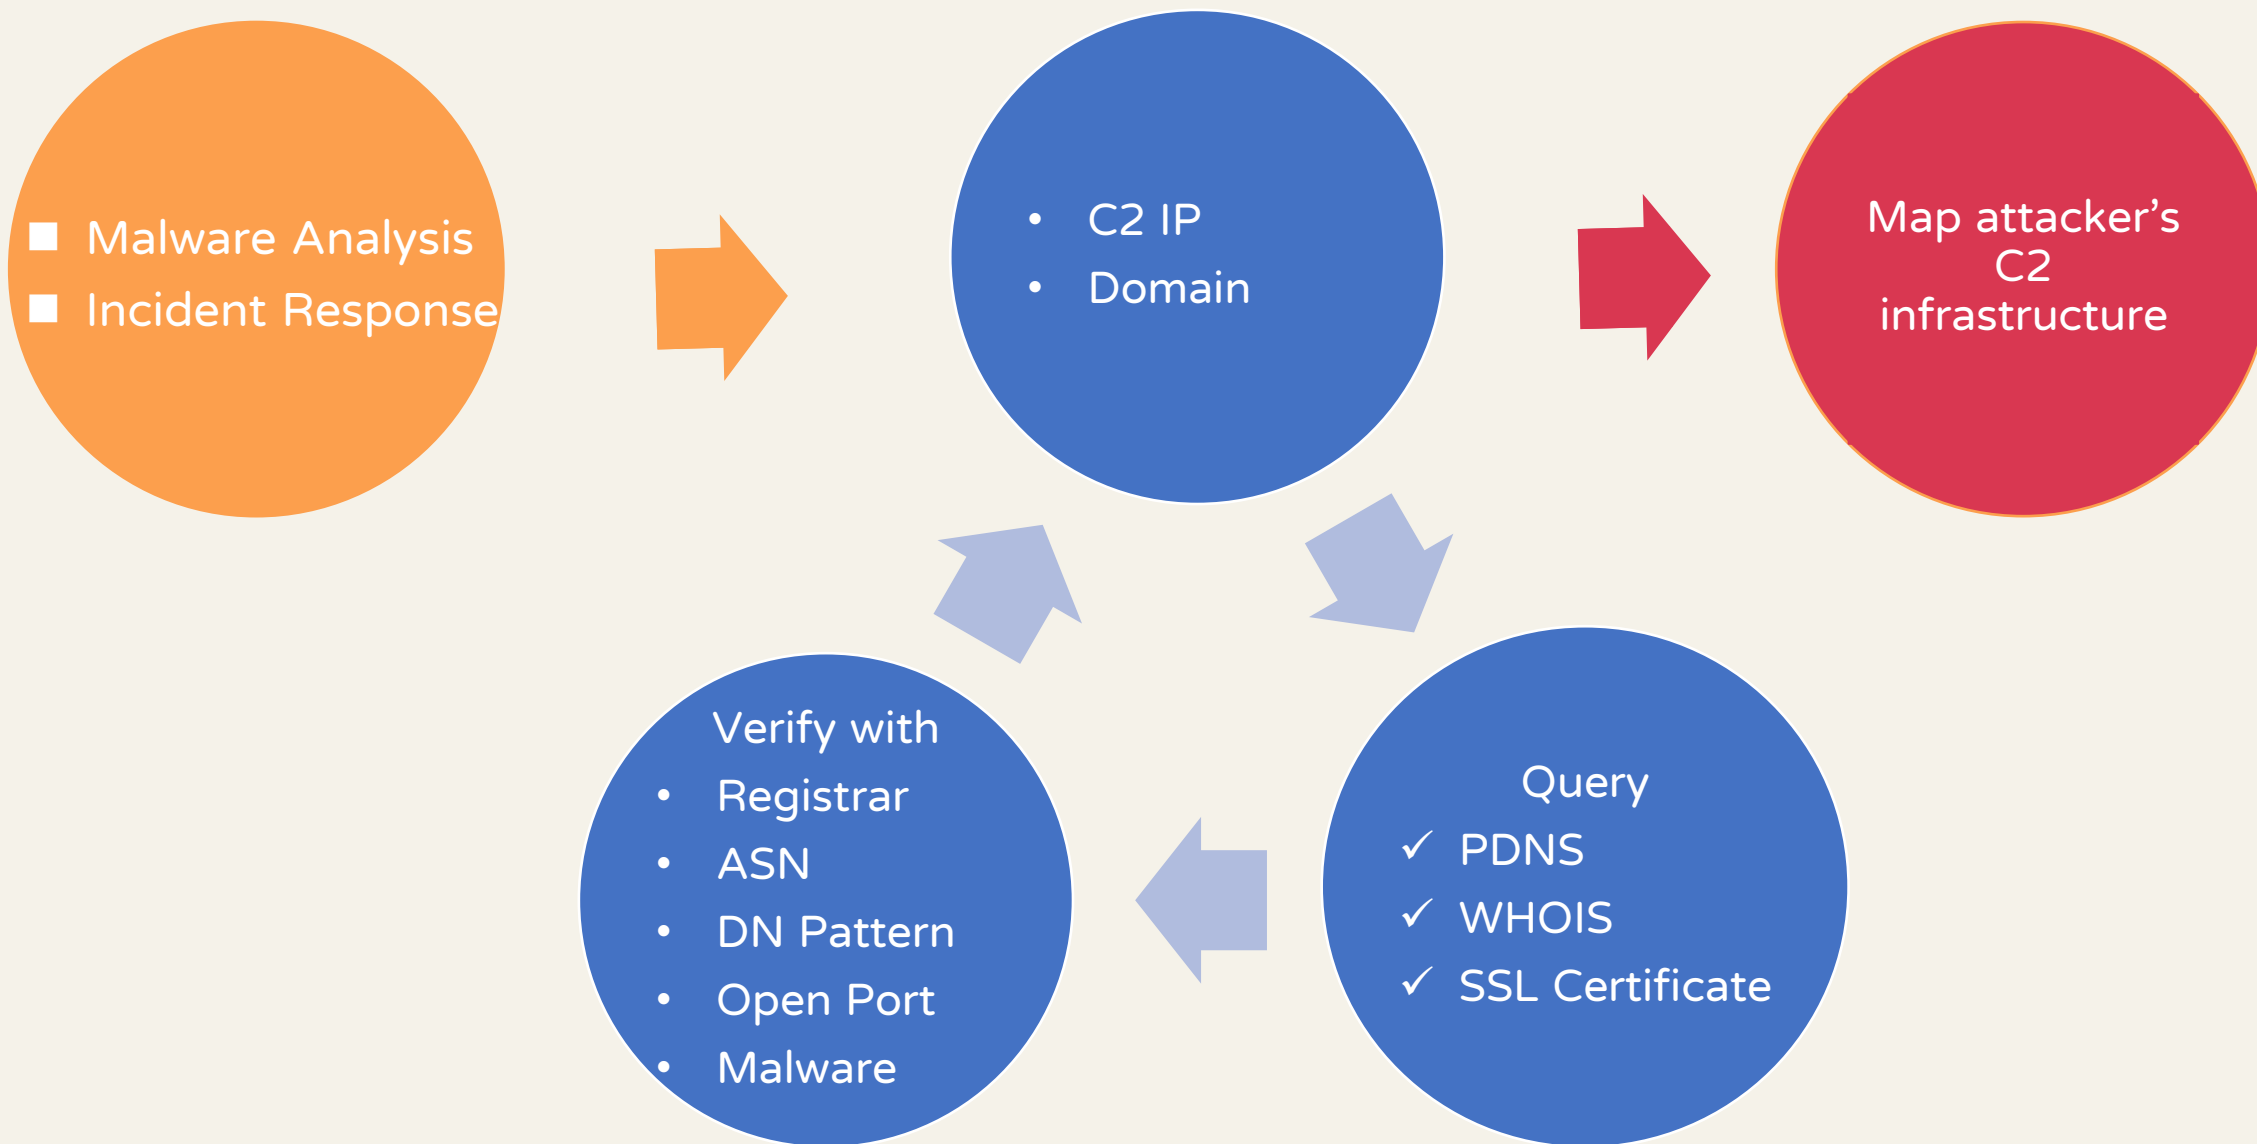 ■ Malware Analysis
■ Incident Response
• C2 IP
• Domain
Map attacker’s
C2
infrastructure
Verify with
• Registrar
• ASN
• DN Pattern
• Open Port
• Malware
Query
✓ PDNS
✓ WHOIS
✓ SSL Certificate